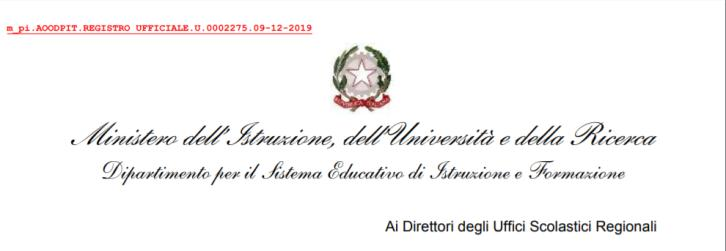 m_pi.AOODPIT.REGISTRO UFFICIALE.U.0002275.09-12-2019
Ministero dell'Istruzione, dell'Università e della Ricerca
Dipartimento per il Sistema Educativo di Istruzione e Formazione
Ai Direttori degli Uffici Scolastici Regionali